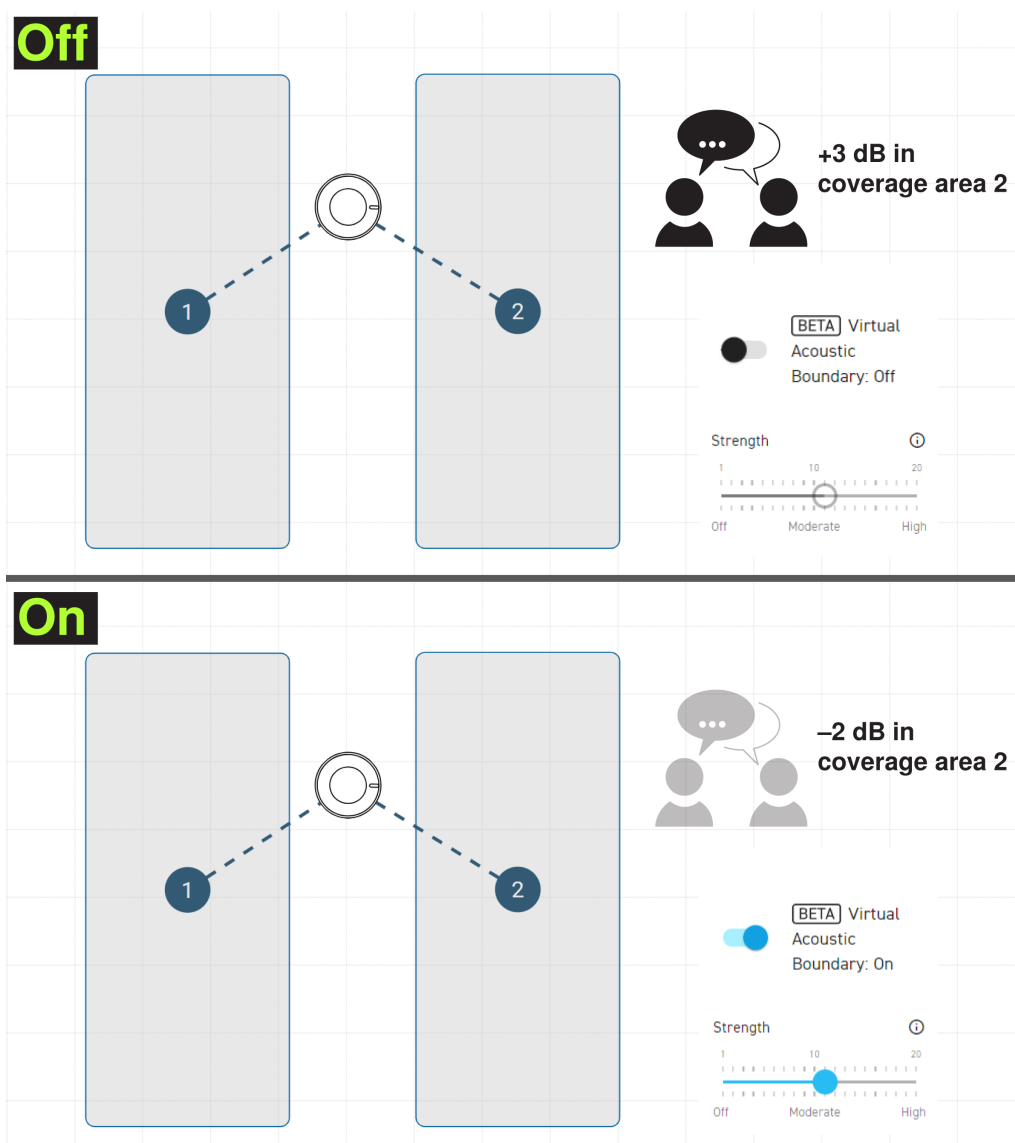 Off
+3 dB in
coverage area 2
1
2
BETA Virtual
Acoustic
Boundary: Off
Strength
1 10 20
Off Moderate High
On
–2 dB in
coverage area 2
1
2
BETA Virtual
Acoustic
Boundary: On
Strength
1 10 20
Off Moderate High